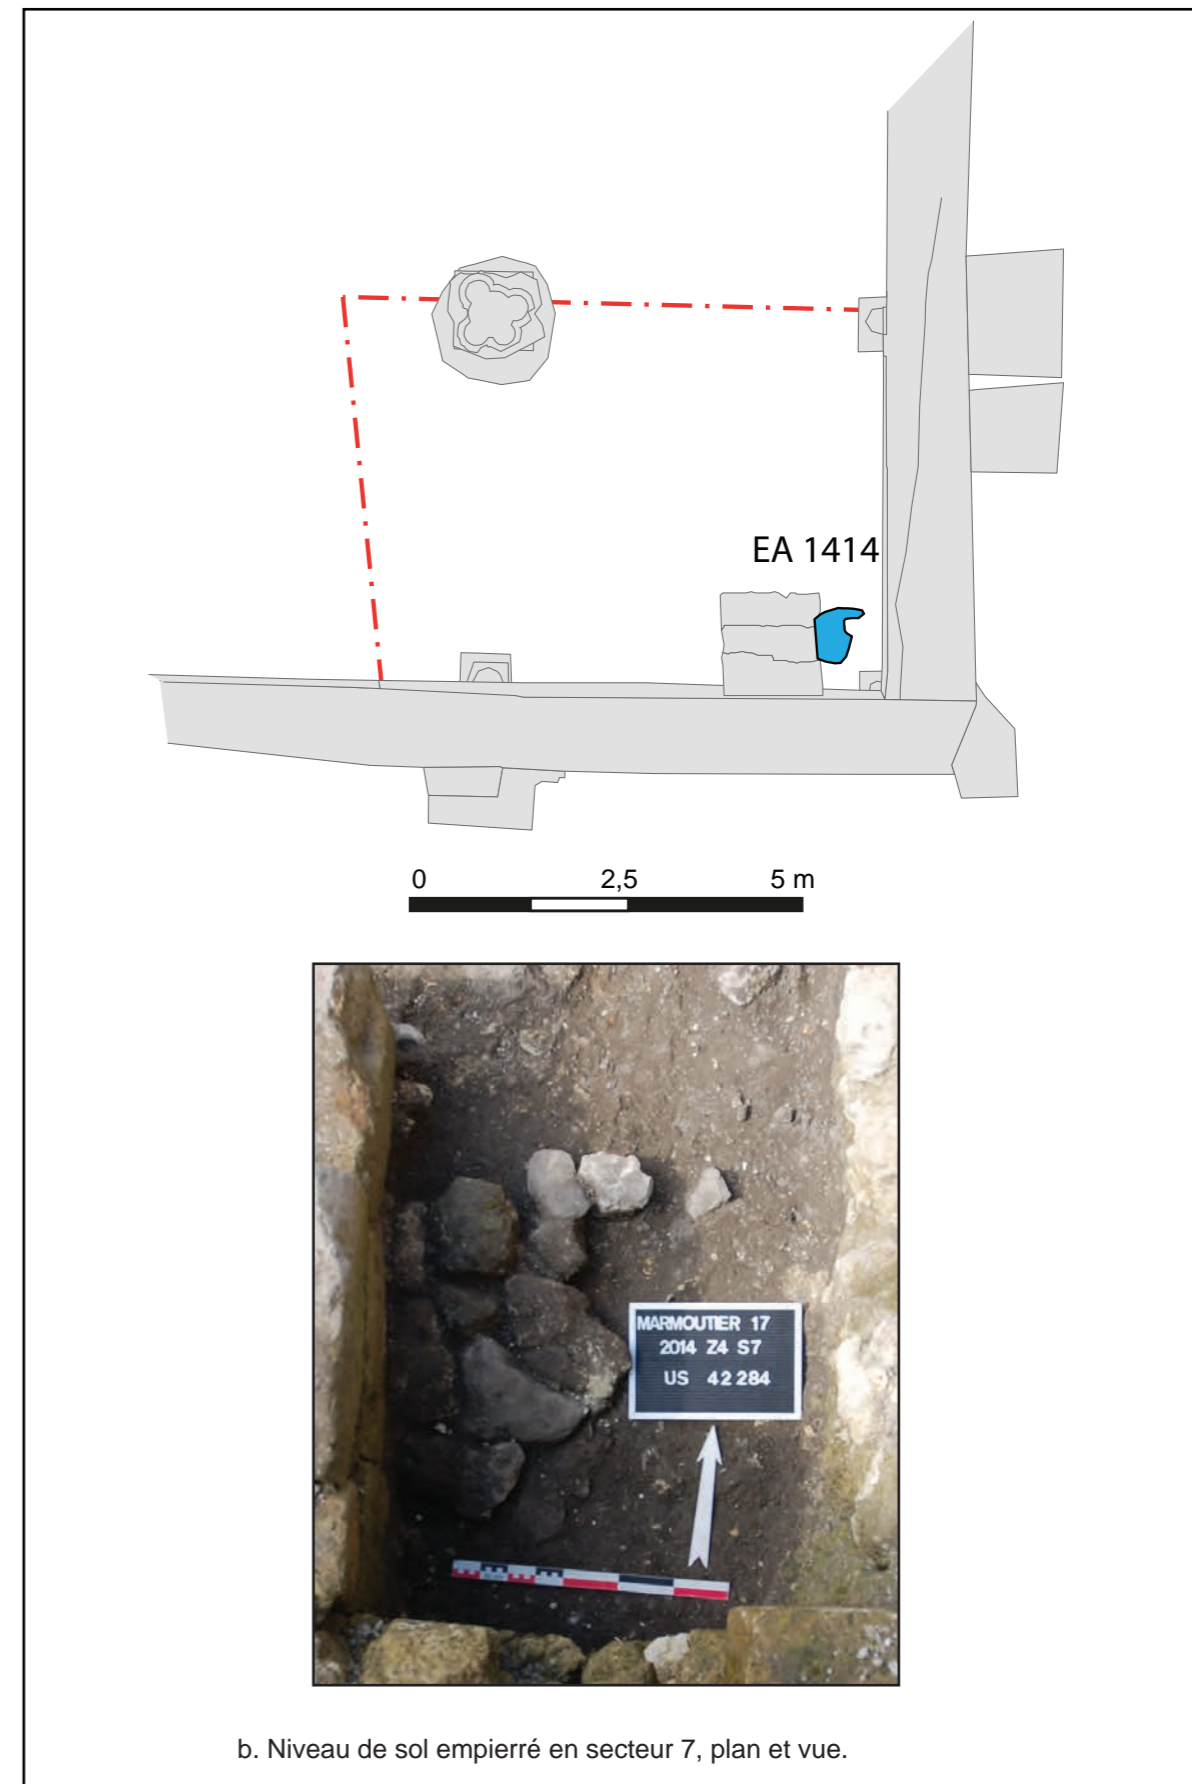 EA 1414
0 2,5 5 m
MARMOUTIER 17
2014 Z4 S7
US 42 284
b. Niveau de sol empierré en secteur 7, plan et vue.